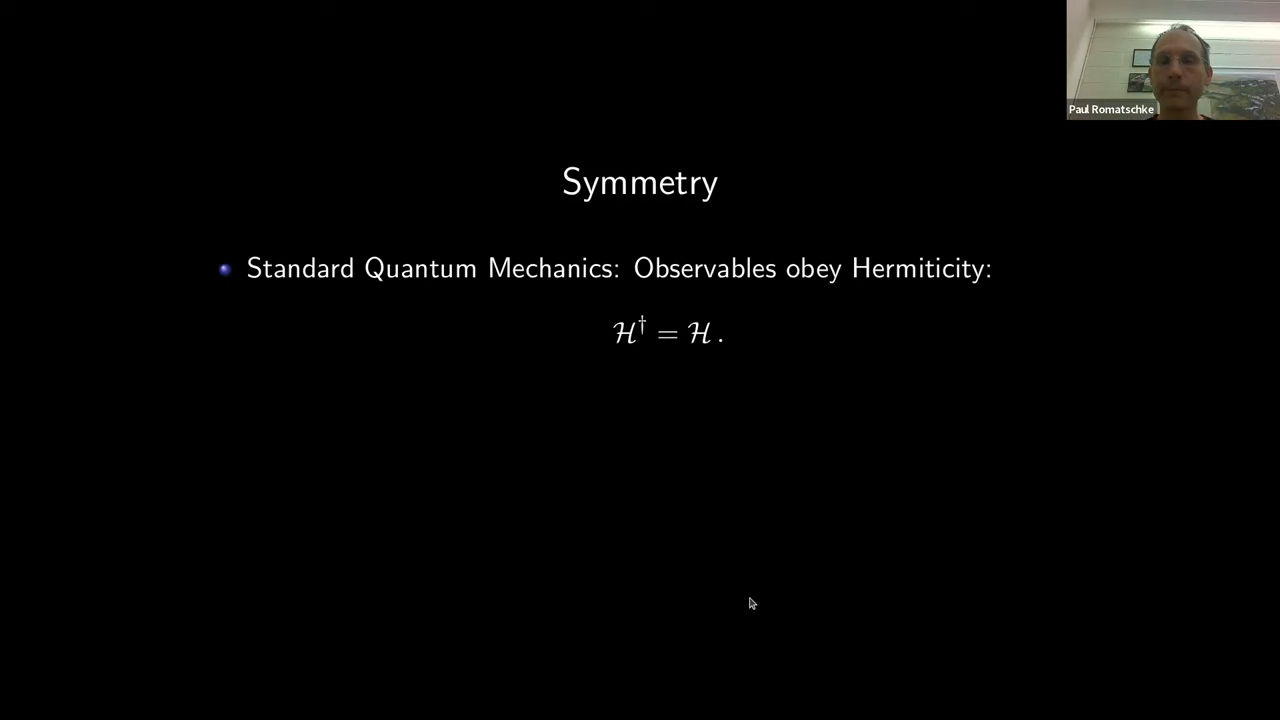 Paul Romatschke
Symmetry
Standard Quantum Mechanics: Observables obey Hermiticity:
ℋ† = ℋ.